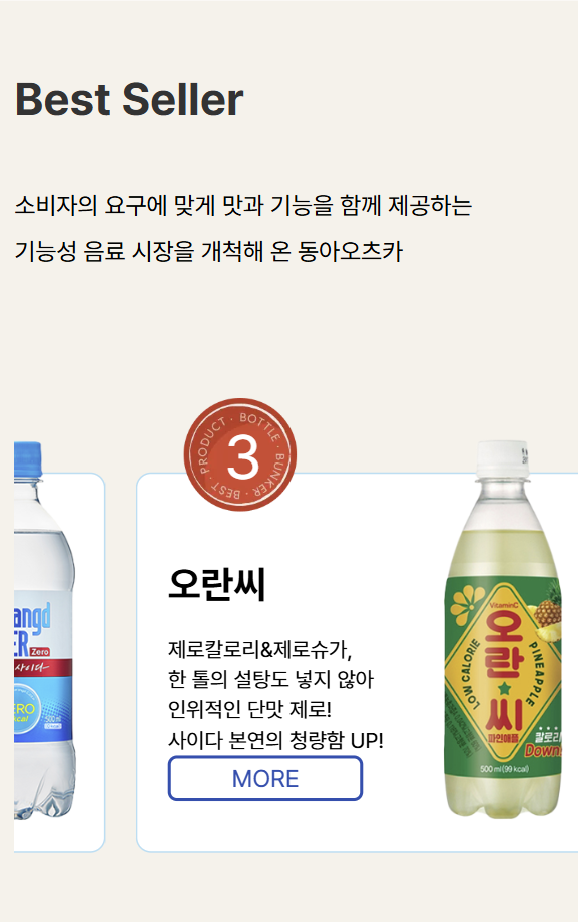 Best Seller
소비자의 요구에 맞게 맛과 기능을 함께 제공하는
기능성 음료 시장을 개척해 온 동아오츠카
angd
ER
Zero
사이다
ERO
kcal
500 ml
PRODUCT · BOTTLE · BUNKER · BEST ·
3
오란씨
제로칼로리&제로슈가,
한 톨의 설탕도 넣지 않아
인위적인 단맛 제로!
사이다 본연의 청량함 UP!
MORE
VitaminC
오란씨
파인애플
LOW CALORIE
PINEAPPLE
칼로리
Down
500 ml (99 kcal)